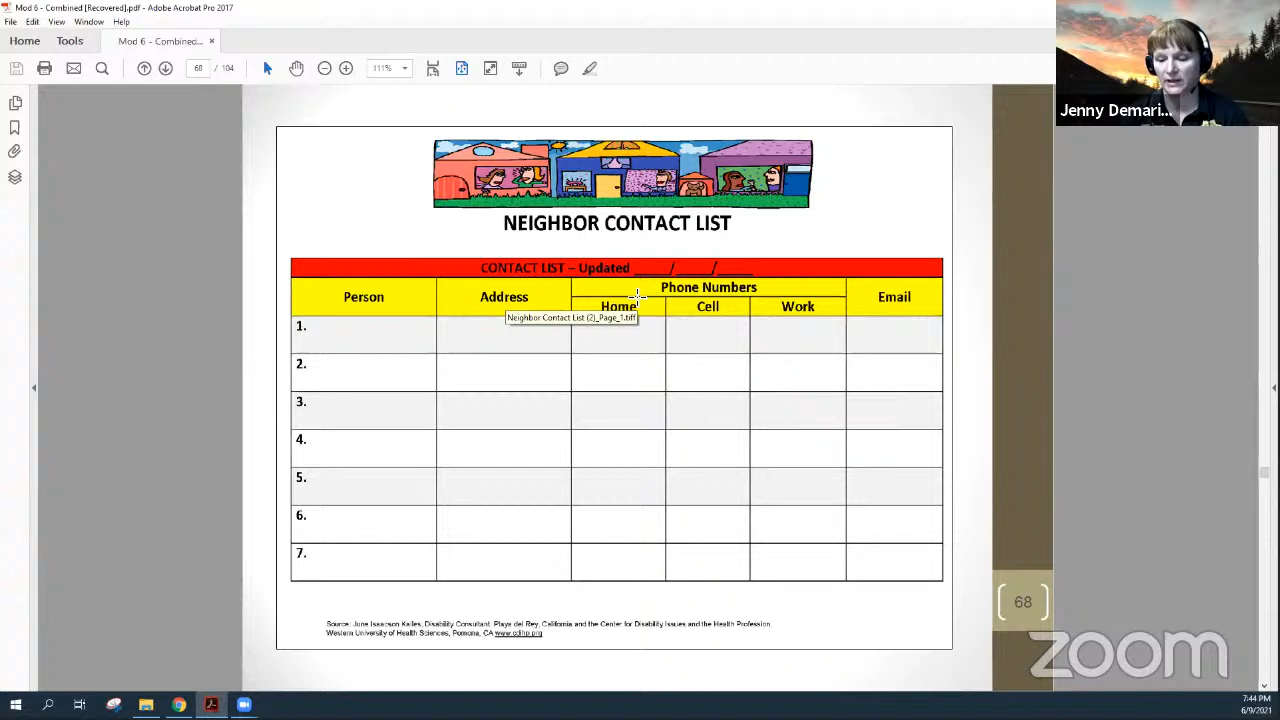 Mod 6 - Combined [Recovered].pdf - Adobe Acrobat Pro 2017
File Edit View Window Help
Home Tools Mod 6 - Combined... ×
68 / 104 111%
Jenny Demari...
NEIGHBOR CONTACT LIST
CONTACT LIST – Updated _____/_____/_____
Person Address Phone Numbers Email
Home Cell Work
Neighbor Contact List (2)_Page_1.tiff
1.
2.
3.
4.
5.
6.
7.
68
Source: June Isaacson Kailes, Disability Consultant, Playa del Rey, California and the Center for Disability Issues and the Health Profession,
Western University of Health Sciences, Pomona, CA www.cdihp.org
zoom
7:44 PM
6/9/2021